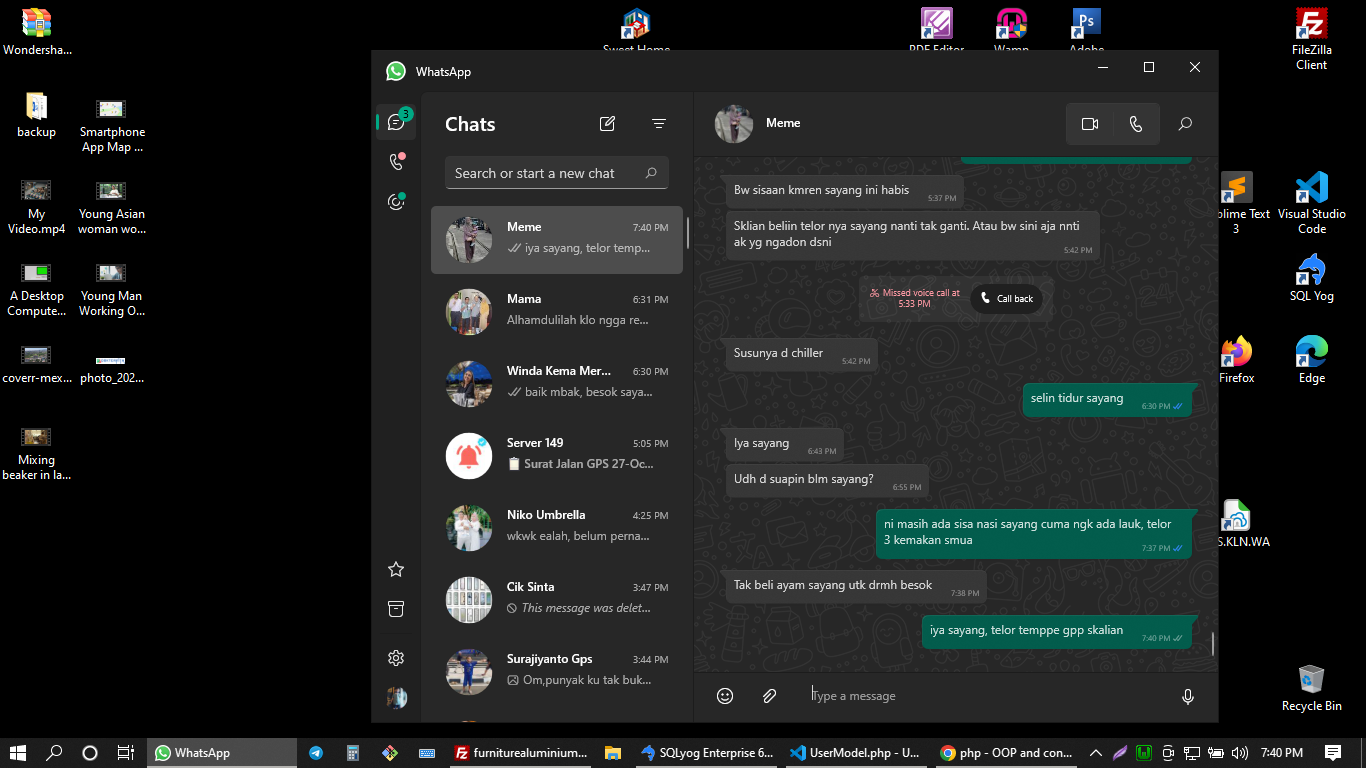 Wondersha...
Sweet Home
PDF Editor
Wamp
Adobe
FileZilla
Client
backup
Smartphone
App Map ...
My
Video.mp4
Young Asian
woman wo...
A Desktop
Compute...
Young Man
Working O...
coverr-mex...
photo_202...
Mixing
beaker in la...
WhatsApp
3
Chats
Search or start a new chat
Meme
7:40 PM
iya sayang, telor temp...
Mama
6:31 PM
Alhamdulilah klo ngga re...
Winda Kema Mer...
6:30 PM
baik mbak, besok saya...
Server 149
5:05 PM
Surat Jalan GPS 27-Oc...
Niko Umbrella
4:25 PM
wkwk ealah, belum perna...
Cik Sinta
3:47 PM
This message was delet...
Surajiyanto Gps
3:44 PM
Om,punyak ku tak buk...
Meme
Bw sisaan kmren sayang ini habis
5:37 PM
Sklian beliin telor nya sayang nanti tak ganti. Atau bw sini aja nnti
ak yg ngadon dsni
5:42 PM
Missed voice call at
5:33 PM
Call back
Susunya d chiller
5:42 PM
selin tidur sayang
6:30 PM
Iya sayang
6:43 PM
Udh d suapin blm sayang?
6:55 PM
ni masih ada sisa nasi sayang cuma ngk ada lauk, telor
3 kemakan smua
7:37 PM
Tak beli ayam sayang utk drmh besok
7:38 PM
iya sayang, telor temppe gpp skalian
7:40 PM
Type a message
blime Text
3
Visual Studio
Code
SQL Yog
Firefox
Edge
S.KLN.WA
Recycle Bin
WhatsApp
furniturealuminium...
SQLyog Enterprise 6...
UserModel.php - U...
php - OOP and con...
7:40 PM